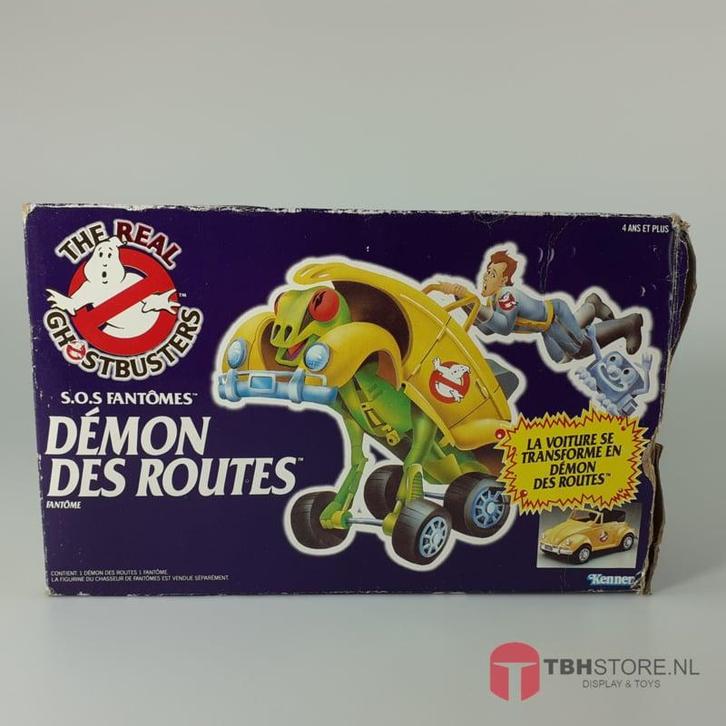 4 ANS ET PLUS
THE REAL
GHOSTBUSTERS™
S.O.S FANTÔMES™
DÉMON
DES ROUTES™
FANTÔME
LA VOITURE SE
TRANSFORME EN
DÉMON
DES ROUTES™
CONTENT: 1 DÉMON DES ROUTES 1 FANTÔME.
LA FIGURINE DU CHASSEUR DE FANTÔMES EST VENDUE SÉPARÉMENT.
Kenner
TBHSTORE.NL
DISPLAY & TOYS